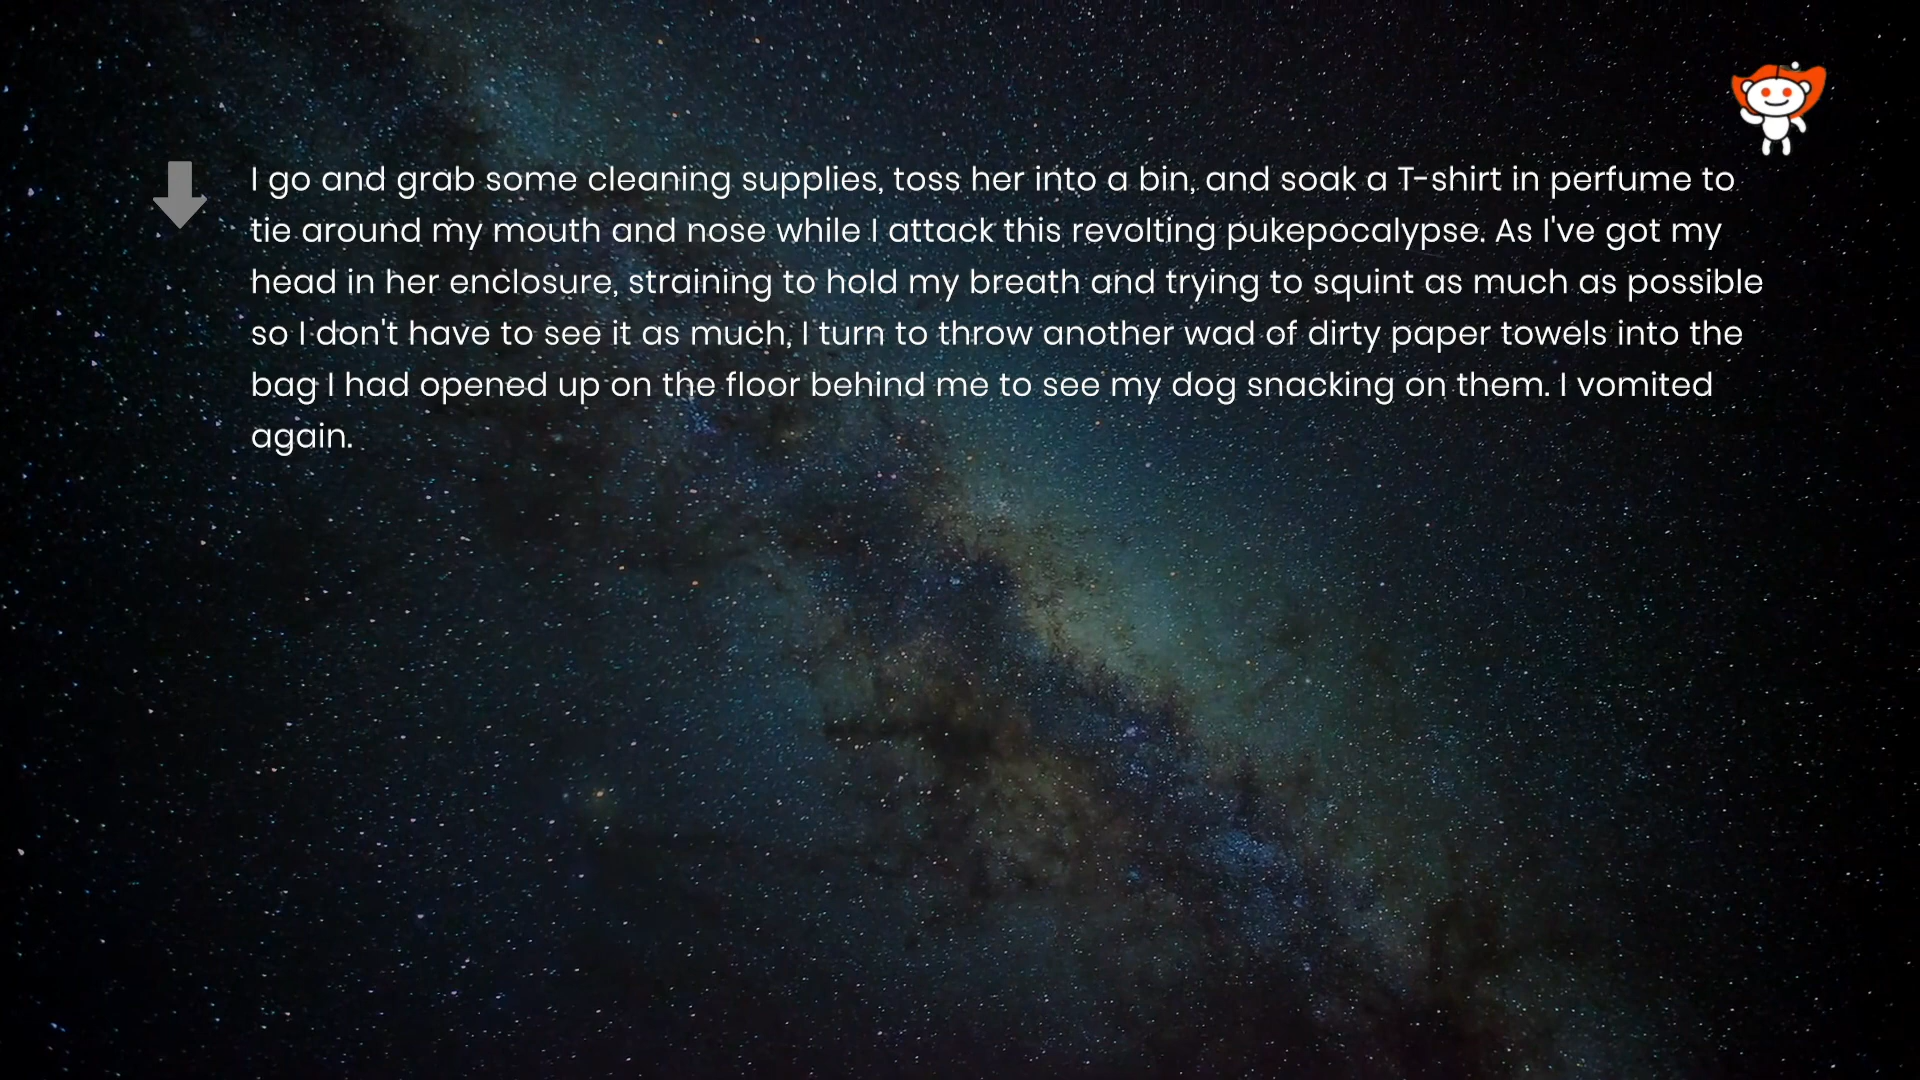 I go and grab some cleaning supplies, toss her into a bin, and soak a T-shirt in perfume to
tie around my mouth and nose while I attack this revolting pukepocalypse. As I've got my
head in her enclosure, straining to hold my breath and trying to squint as much as possible
so I don't have to see it as much, I turn to throw another wad of dirty paper towels into the
bag I had opened up on the floor behind me to see my dog snacking on them. I vomited
again.